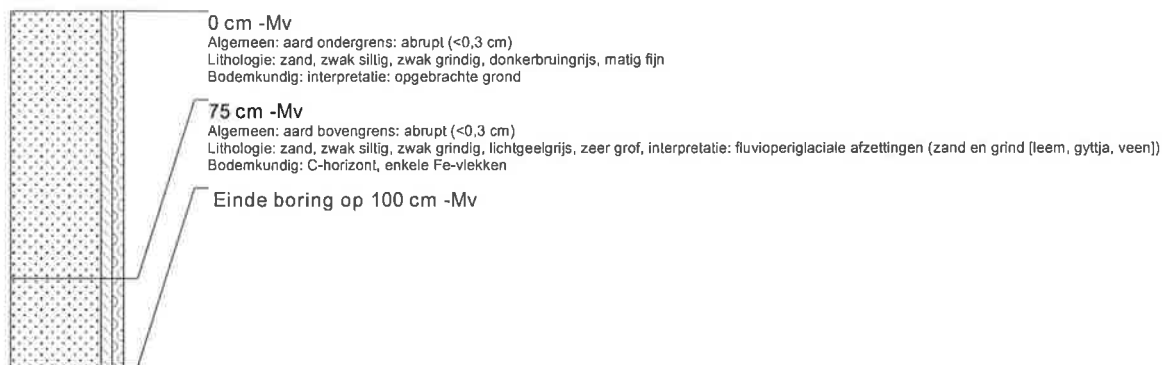 0 cm -Mv
Algemeen: aard ondergrens: abrupt (<0,3 cm)
Lithologie: zand, zwak siltig, zwak grindig, donkerbruingrijs, matig fijn
Bodemkundig: interpretatie: opgebrachte grond
75 cm -Mv
Algemeen: aard bovengrens: abrupt (<0,3 cm)
Lithologie: zand, zwak siltig, zwak grindig, lichtgeelgrijs, zeer grof, interpretatie: fluvioperiglaciale afzettingen (zand en grind [leem, gyttja, veen])
Bodemkundig: C-horizont, enkele Fe-vlekken
Einde boring op 100 cm -Mv